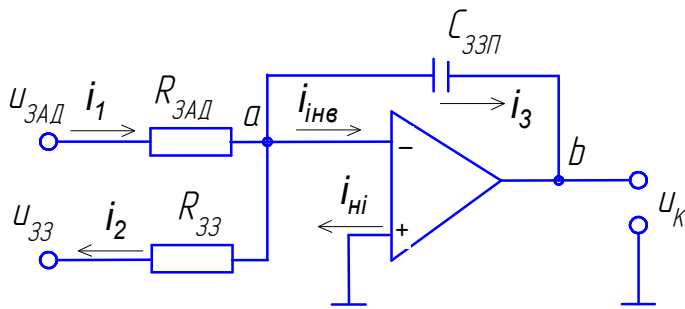 C_ЗЗП
u_ЗАД i_1 R_ЗАД a i_інв i_3
b
− 
u_ЗЗ i_2 R_ЗЗ i_ні + u_К